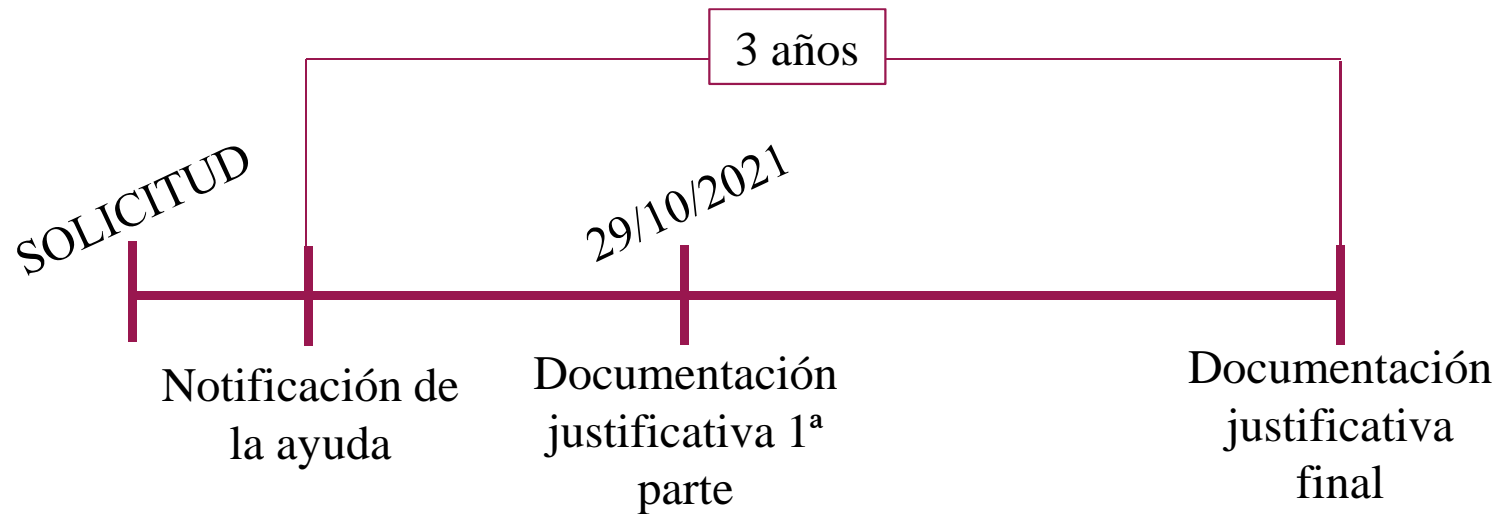 3 años
SOLICITUD
29/10/2021
Notificación de
la ayuda
Documentación
justificativa 1ª
parte
Documentación
justificativa
final